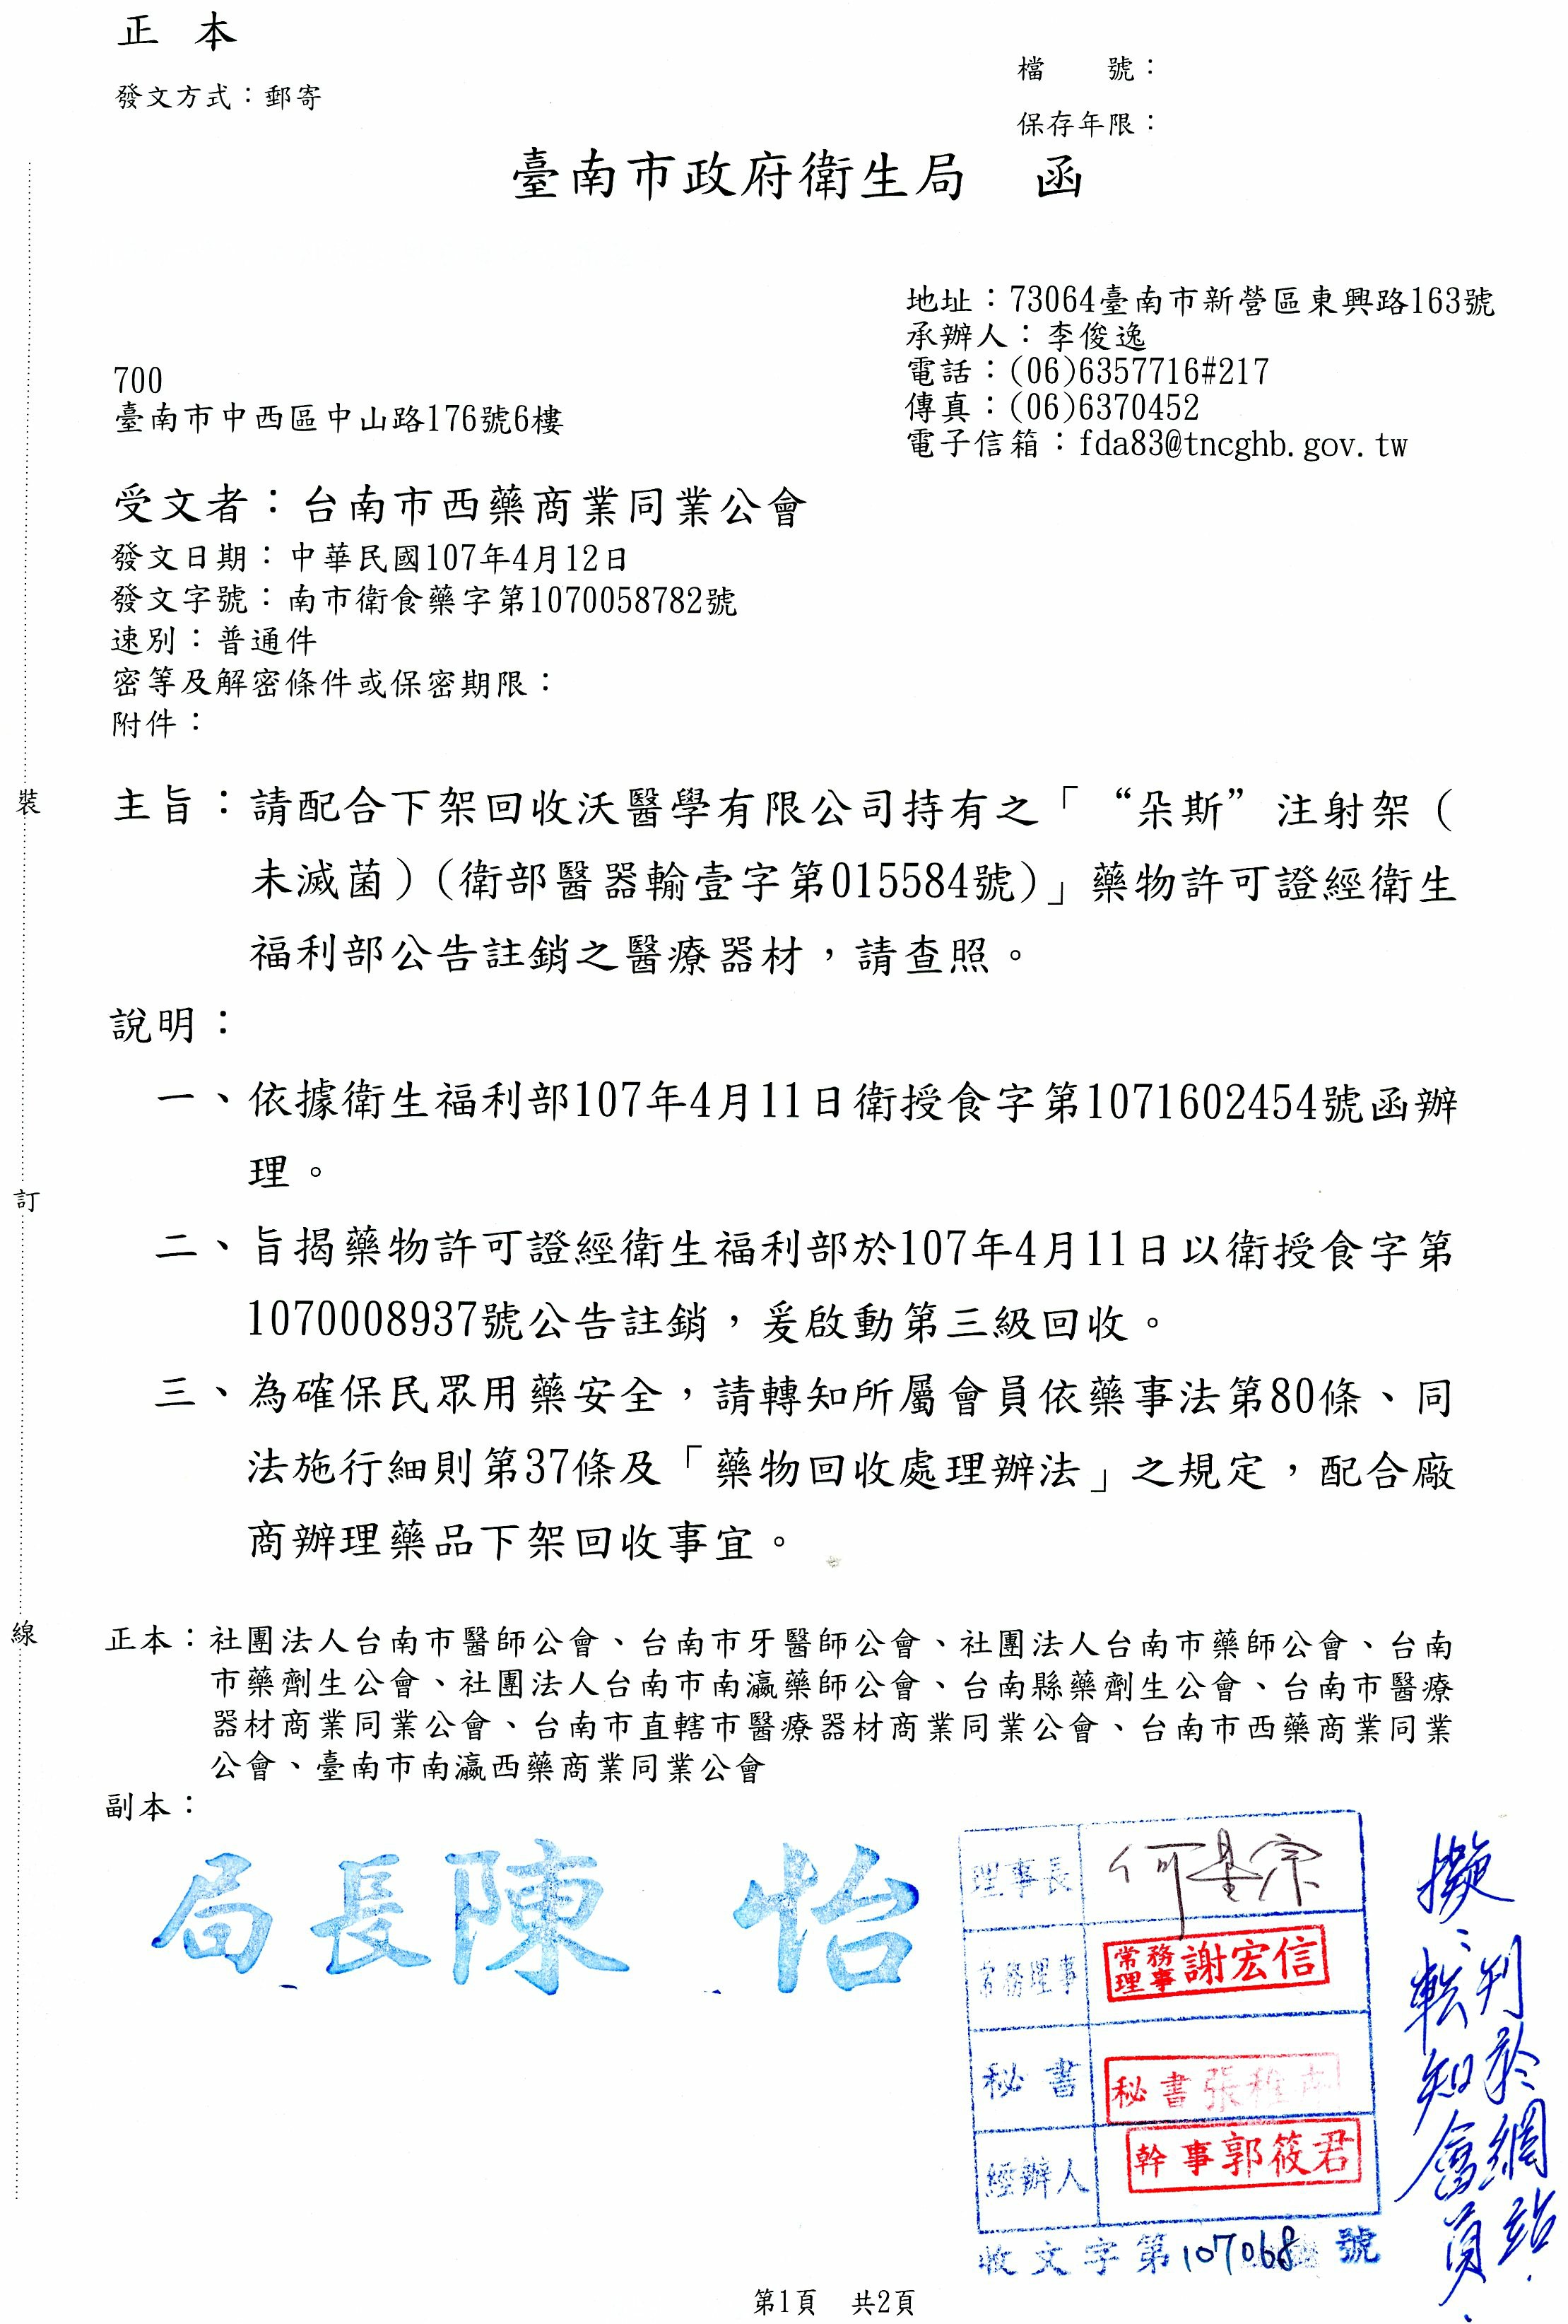 正 本
發文方式：郵寄
檔 號：
保存年限：
臺南市政府衛生局 函
地址：73064臺南市新營區東興路163號
承辦人：李俊逸
電話：(06)6357716#217
傳真：(06)6370452
電子信箱：fda83@tncghb.gov.tw
700
臺南市中西區中山路176號6樓
受文者：台南市西藥商業同業公會
發文日期：中華民國107年4月12日
發文字號：南市衛食藥字第1070058782號
速別：普通件
密等及解密條件或保密期限：
附件：
主旨：請配合下架回收沃醫學有限公司持有之「“朵斯”注射架（
未滅菌）(衛部醫器輸壹字第015584號)」藥物許可證經衛生
福利部公告註銷之醫療器材，請查照。
說明：
一、依據衛生福利部107年4月11日衛授食字第1071602454號函辦
理。
二、旨揭藥物許可證經衛生福利部於107年4月11日以衛授食字第
1070008937號公告註銷，爰啟動第三級回收。
三、為確保民眾用藥安全，請轉知所屬會員依藥事法第80條、同
法施行細則第37條及「藥物回收處理辦法」之規定，配合廠
商辦理藥品下架回收事宜。
裝
訂
線
正本：社團法人台南市醫師公會、台南市牙醫師公會、社團法人台南市藥師公會、台南
市藥劑生公會、社團法人台南市南瀛藥師公會、台南縣藥劑生公會、台南市醫療
器材商業同業公會、台南市直轄市醫療器材商業同業公會、台南市西藥商業同業
公會、臺南市南瀛西藥商業同業公會
副本：
局長陳 怡
理事長 何基宗
常務理事 常務理事 謝宏信
秘書 秘書張
經辦人 幹事郭筱君
收文字第107068號
擬：轉知會員．
刊於網站．
第1頁 共2頁